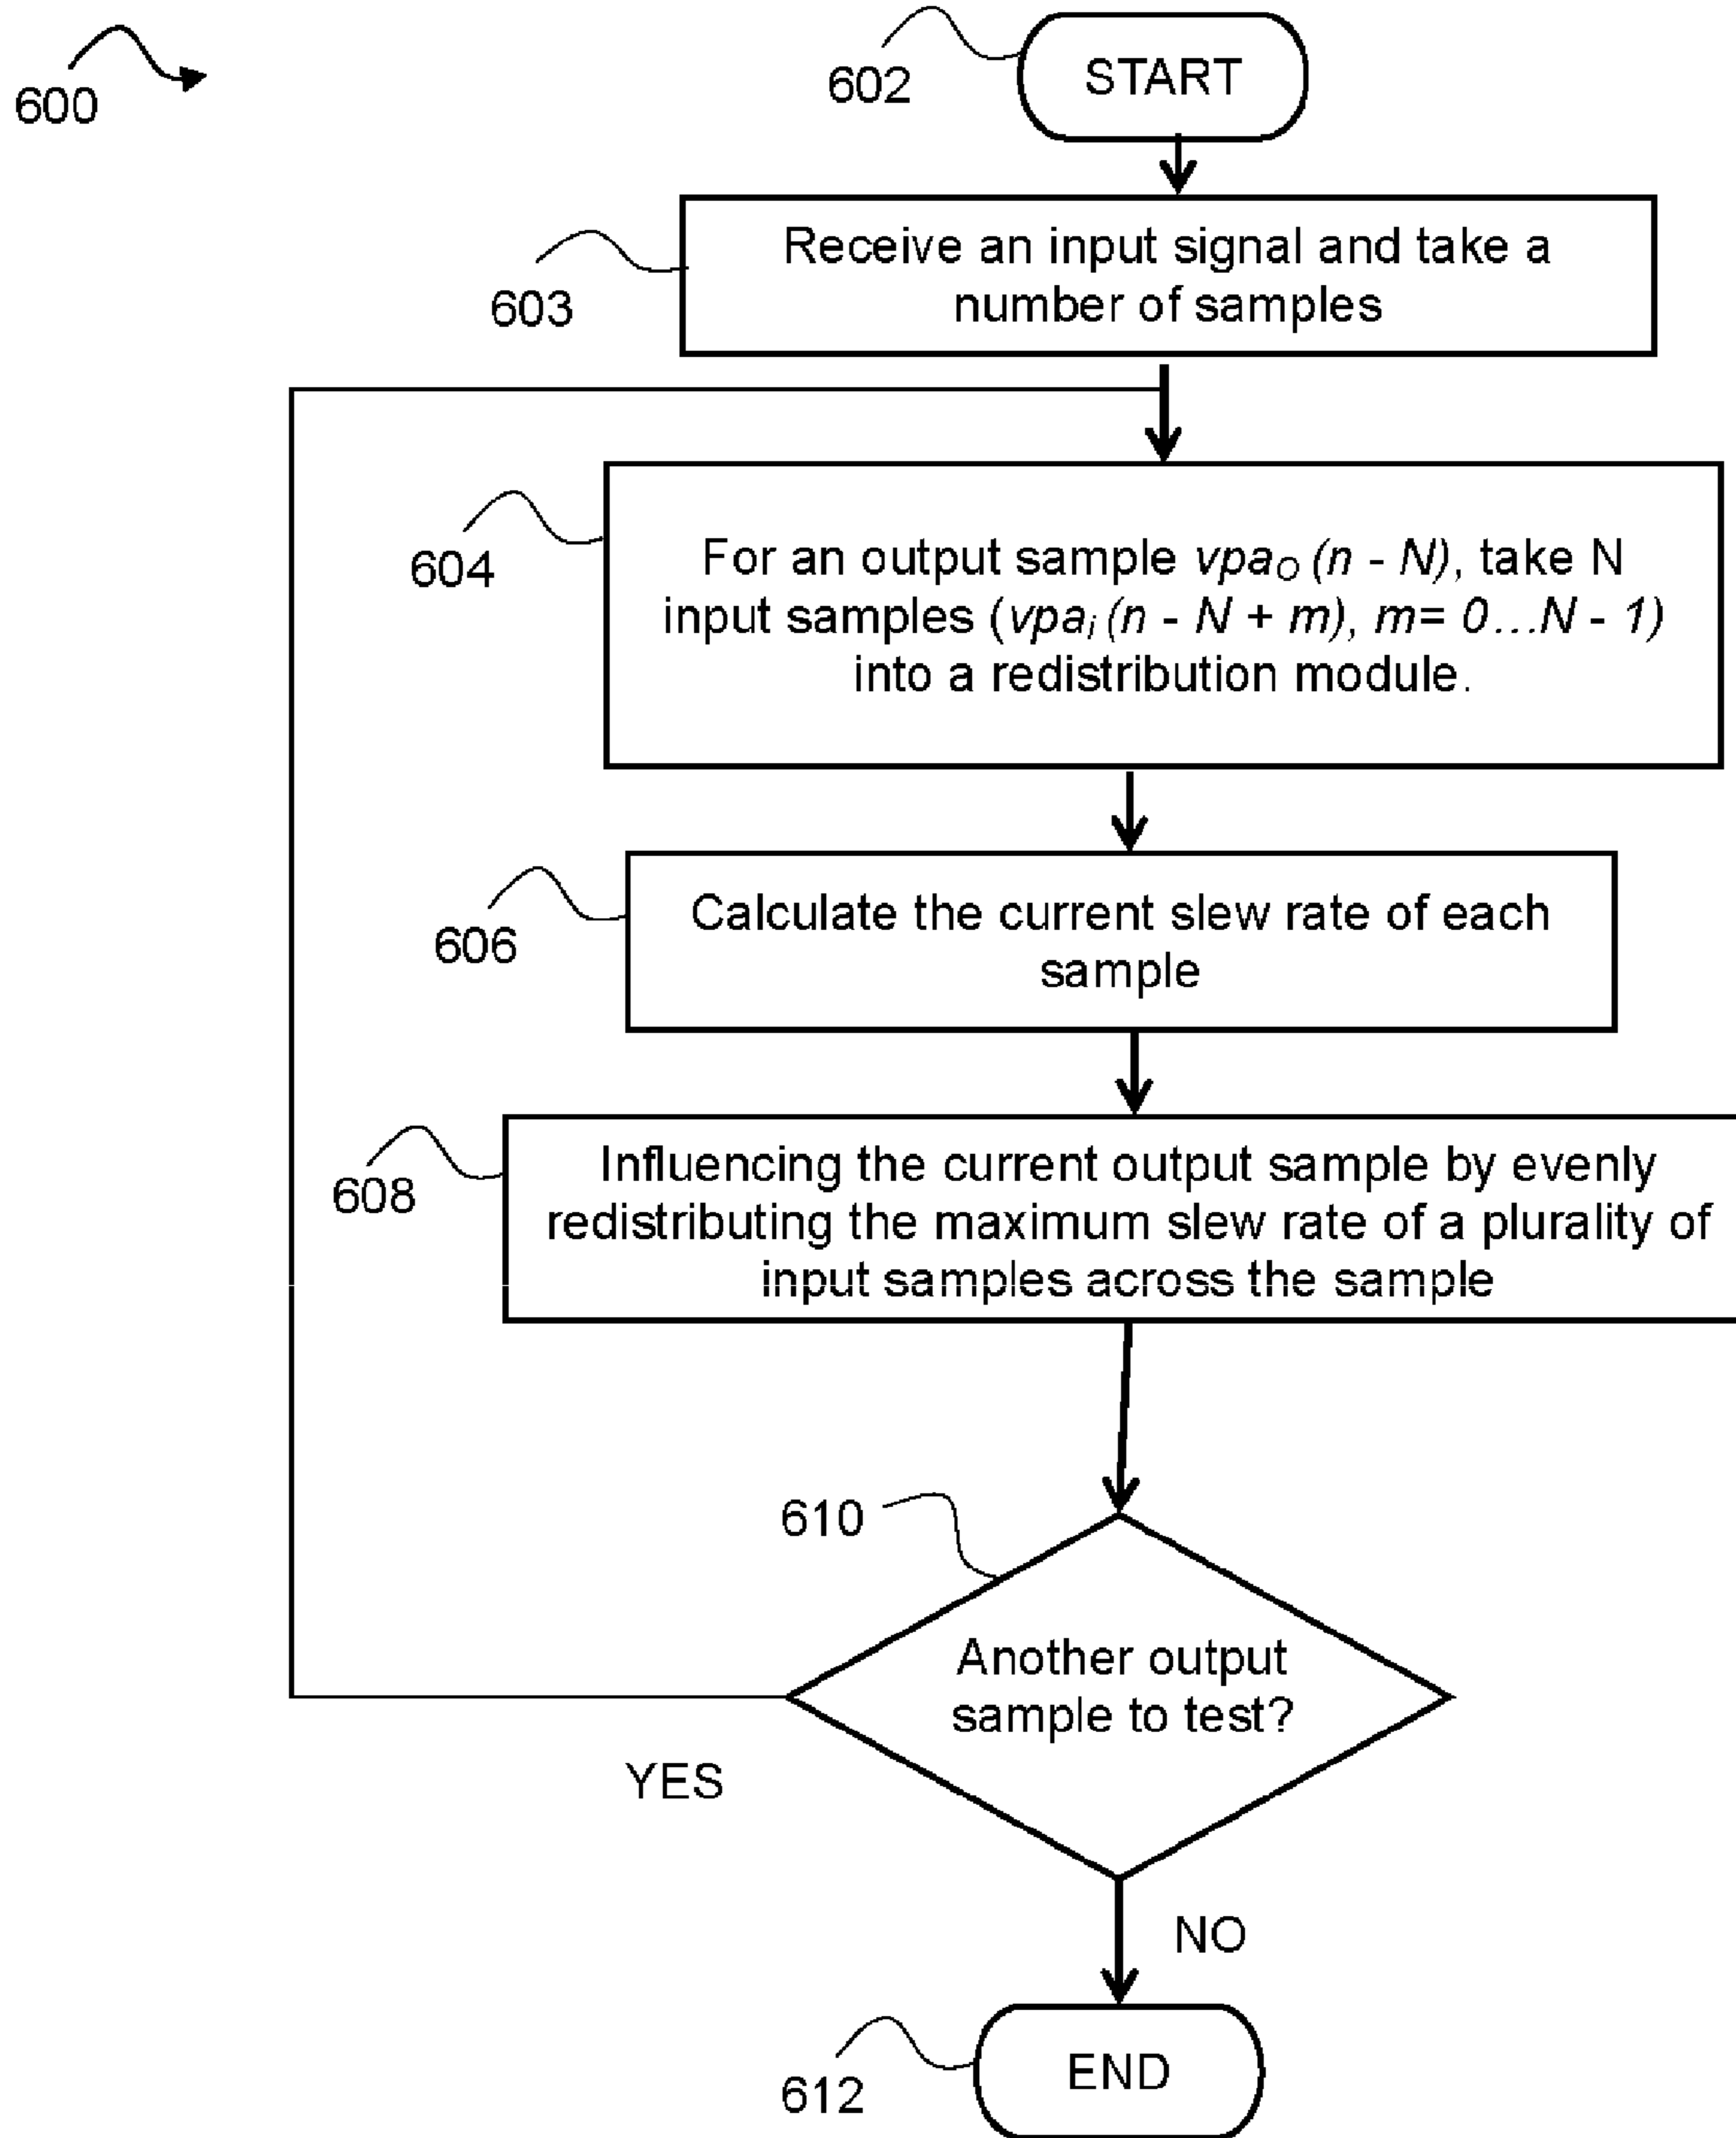 600
602
START
603
Receive an input signal and take a
number of samples
604
For an output sample vpaO (n - N), take N
input samples (vpai (n - N + m), m= 0...N - 1)
into a redistribution module.
606
Calculate the current slew rate of each
sample
608
Influencing the current output sample by evenly
redistributing the maximum slew rate of a plurality of
input samples across the sample
610
Another output
sample to test?
YES
NO
612
END